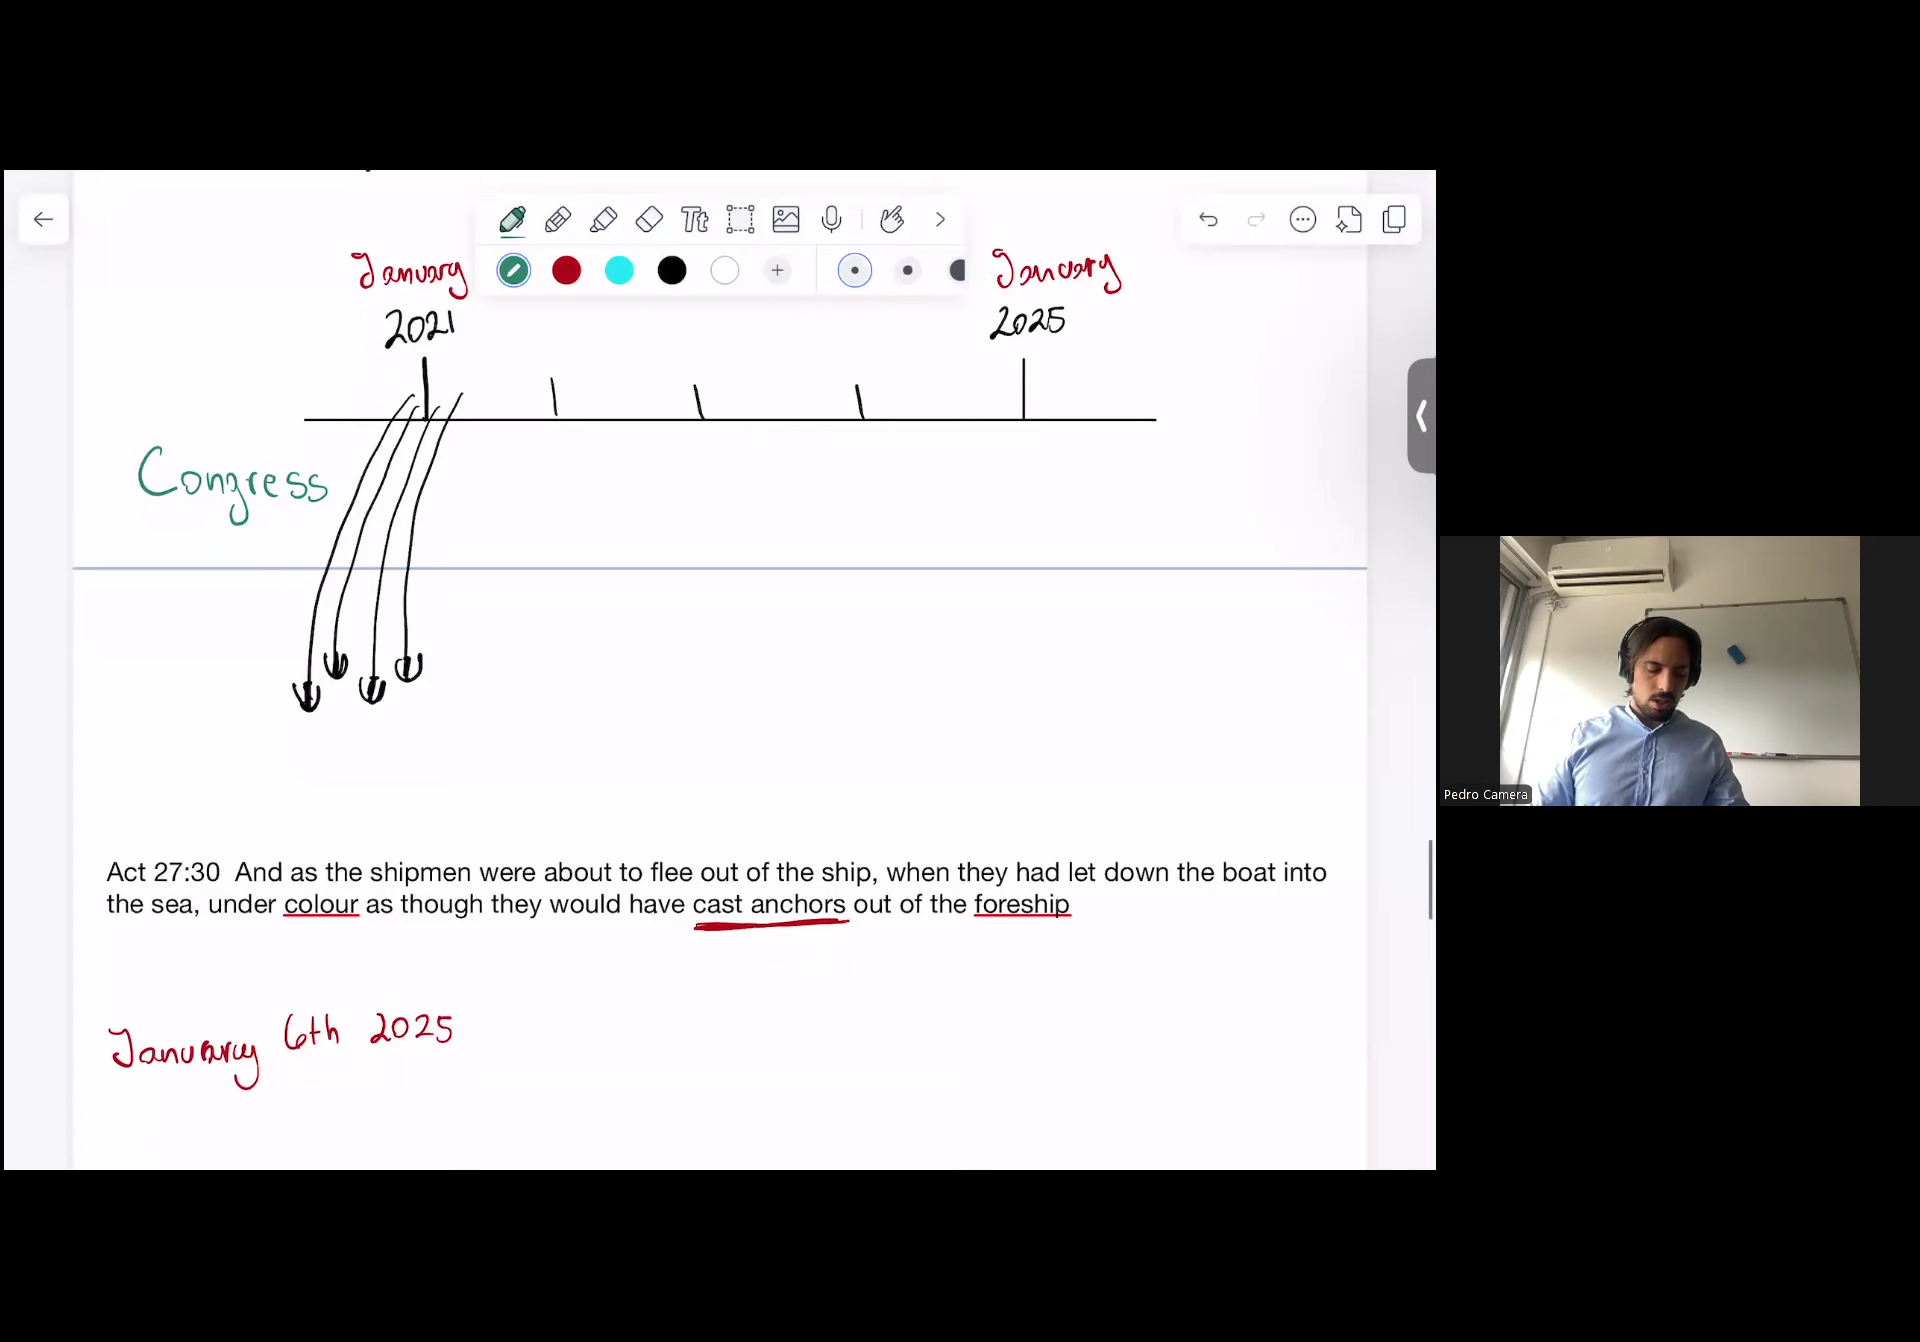 Tt
January
January
2021
2025
Congress
Act 27:30 And as the shipmen were about to flee out of the ship, when they had let down the boat into
the sea, under colour as though they would have cast anchors out of the foreship
January 6th 2025
Pedro Camera